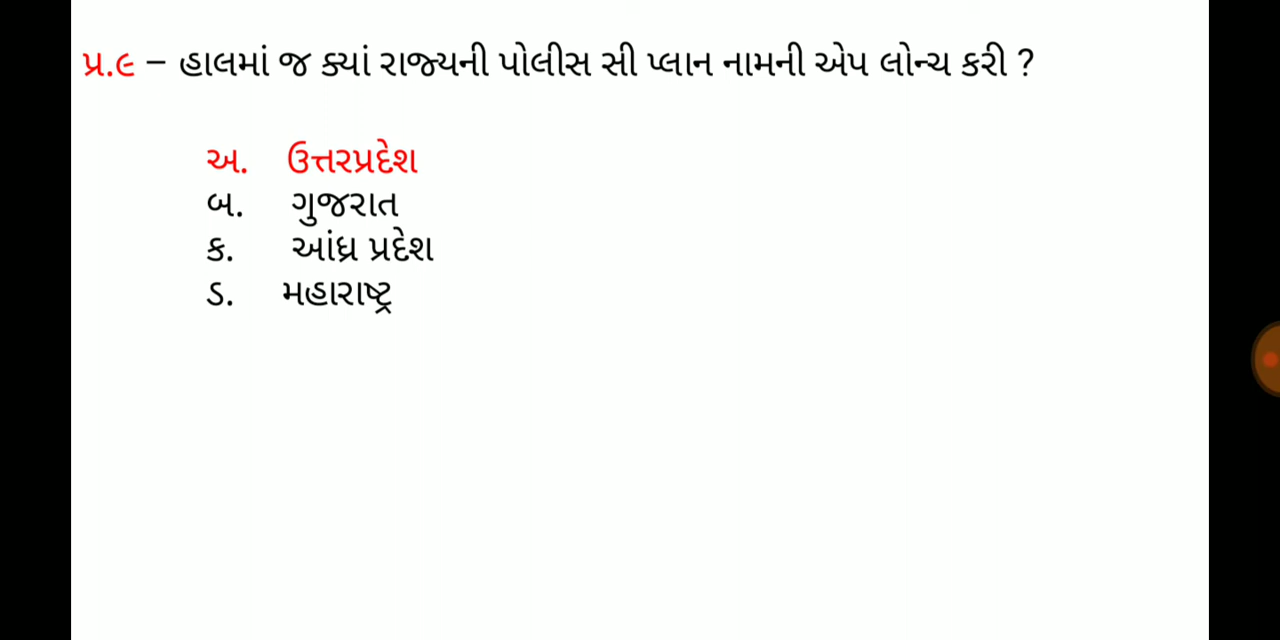 પ્ર.૯ – હાલમાં જ ક્યાં રાજ્યની પોલીસ સી પ્લાન નામની એપ લોન્ચ કરી ?
અ. ઉત્તરપ્રદેશ
બ. ગુજરાત
ક. આંધ્ર પ્રદેશ
ડ. મહારાષ્ટ્ર